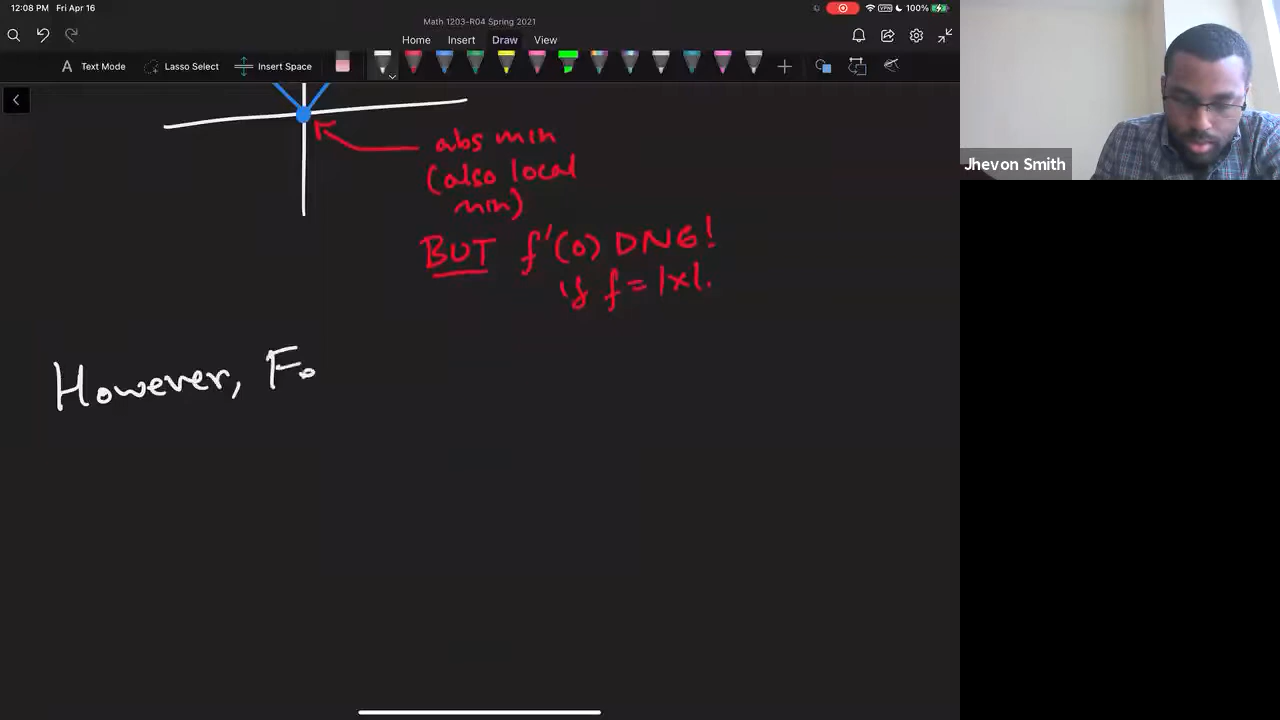 12:08 PM Fri Apr 16
100%
Math 1203-R04 Spring 2021
Home Insert Draw View
Text Mode Lasso Select Insert Space
Jhevon Smith
abs min
(also local
min)
BUT f'(0) DNE!
if f = |x|.
However, Fo